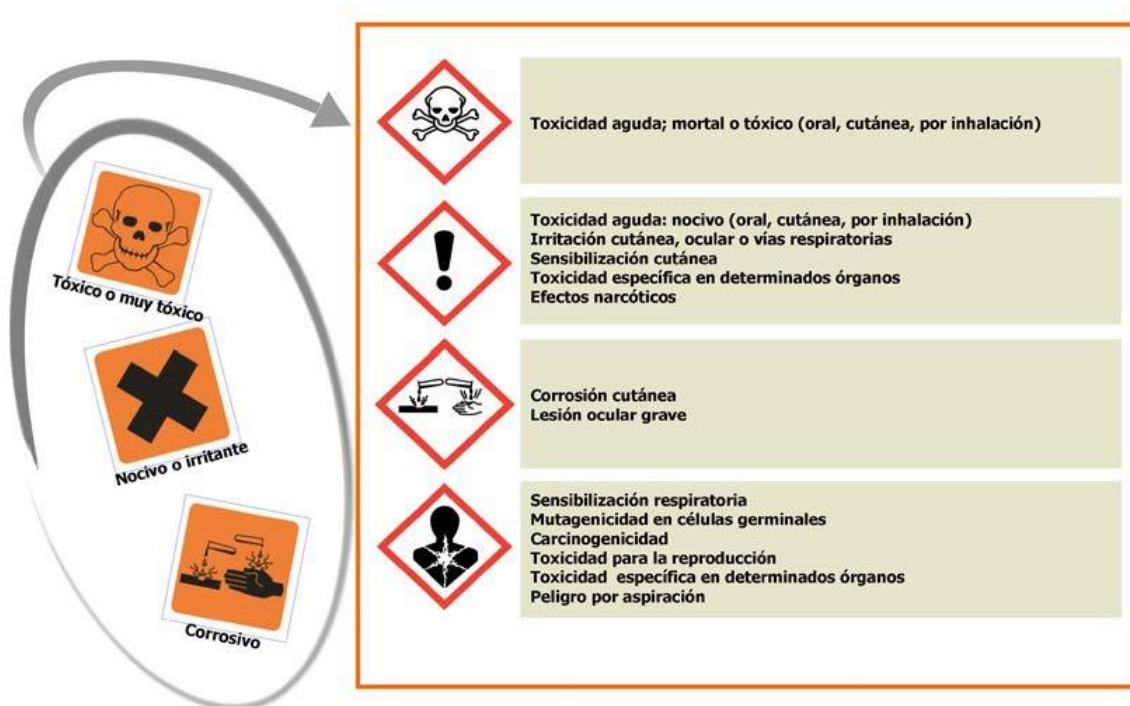 Tóxico o muy tóxico
Nocivo o irritante
Corrosivo
Toxicidad aguda; mortal o tóxico (oral, cutánea, por inhalación)
Toxicidad aguda: nocivo (oral, cutánea, por inhalación)
Irritación cutánea, ocular o vías respiratorias
Sensibilización cutánea
Toxicidad específica en determinados órganos
Efectos narcóticos
Corrosión cutánea
Lesión ocular grave
Sensibilización respiratoria
Mutagenicidad en células germinales
Carcinogenicidad
Toxicidad para la reproducción
Toxicidad específica en determinados órganos
Peligro por aspiración